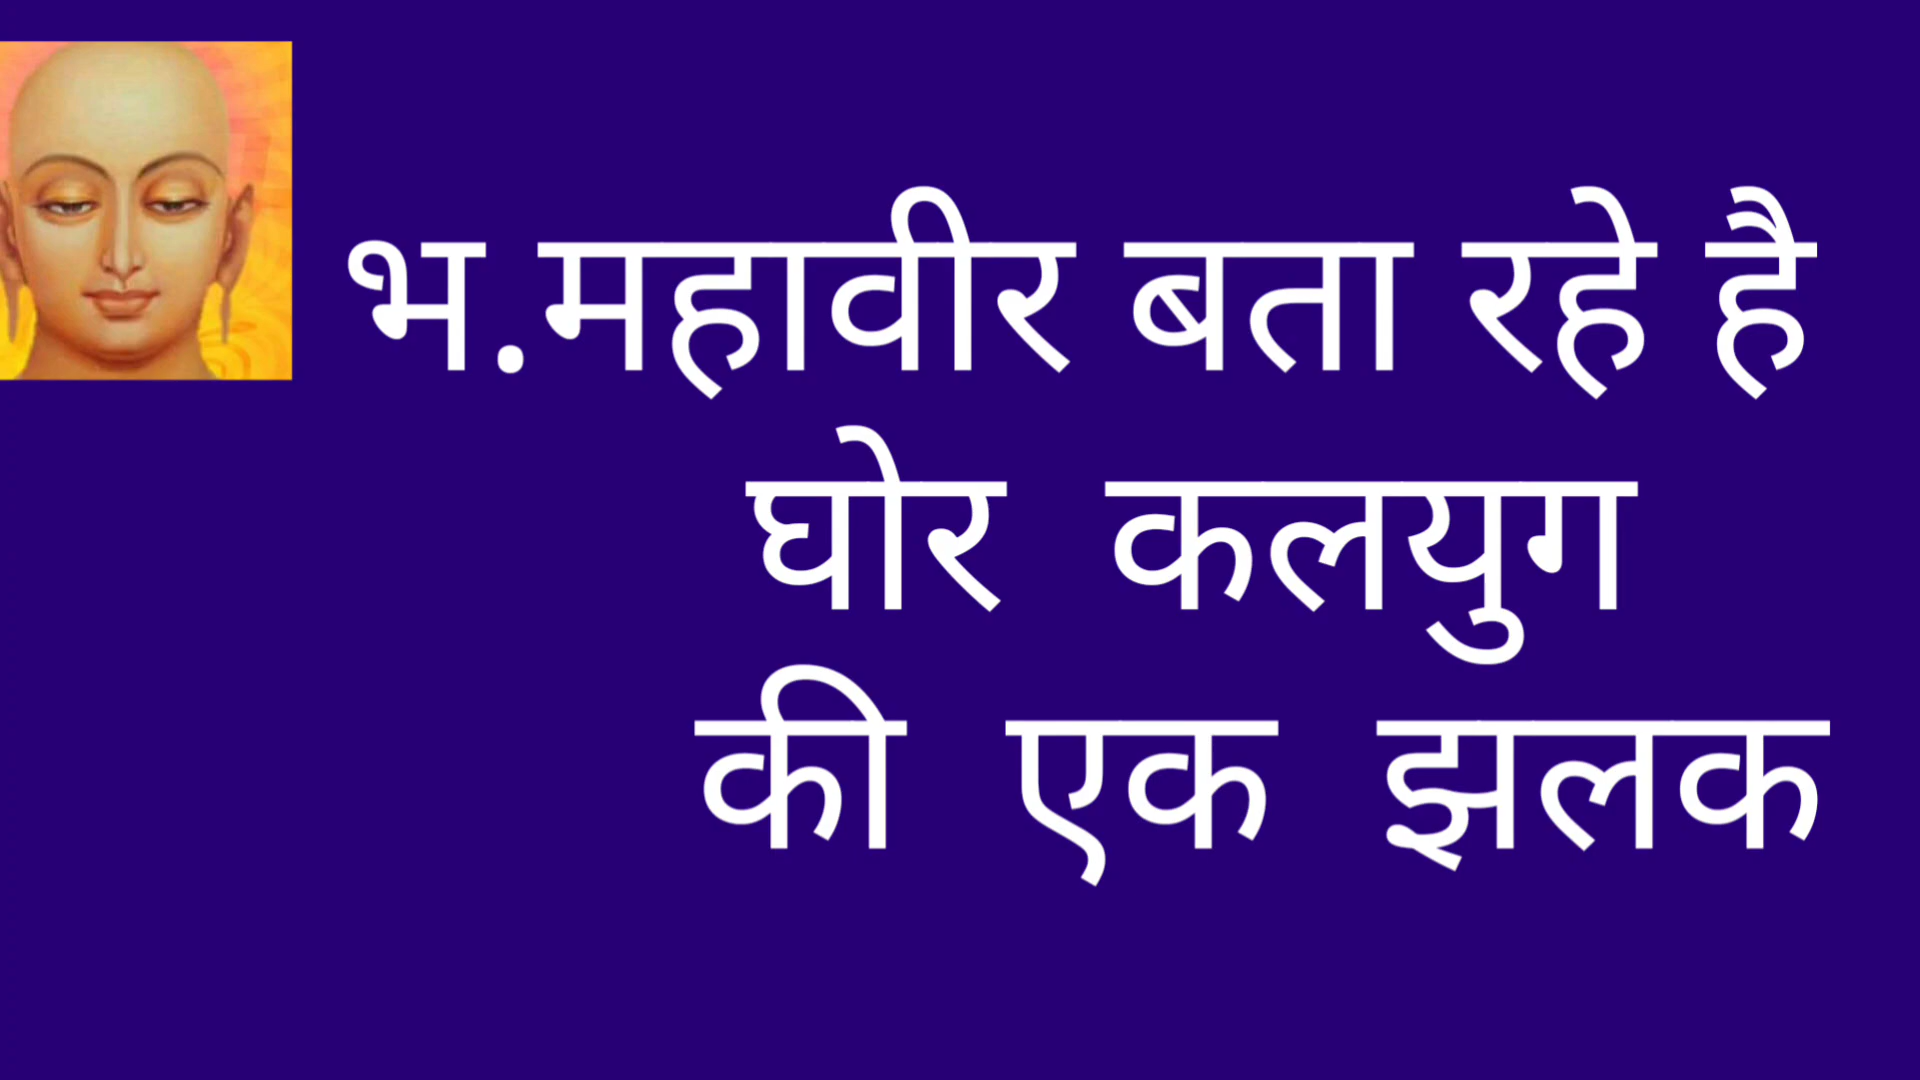 भ.महावीर बता रहे है
घोर कलयुग
की एक झलक